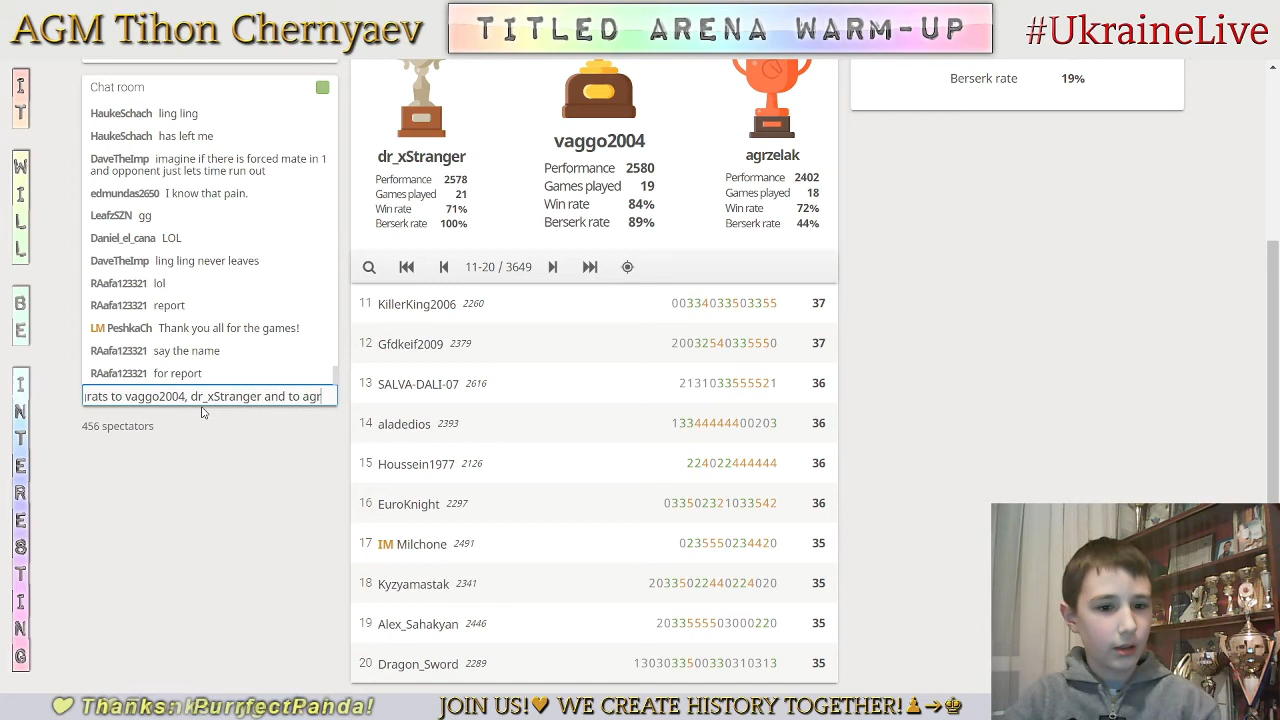 AGM Tihon Chernyaev
TITLED ARENA WARM-UP
#UkraineLive
IT WILL BE INTERESTING
Chat room
HaukeSchach ling ling
HaukeSchach has left me
DaveTheImp imagine if there is forced mate in 1
and opponent just lets time run out
edmundas2650 I know that pain.
LeafzSZN gg
Daniel_el_cana LOL
DaveTheImp ling ling never leaves
RAafa123321 lol
RAafa123321 report
LM PeshkaCh Thank you all for the games!
RAafa123321 say the name
RAafa123321 for report
rats to vaggo2004, dr_xStranger and to agr
456 spectators
dr_xStranger
Performance 2578
Games played 21
Win rate 71%
Berserk rate 100%
vaggo2004
Performance 2580
Games played 19
Win rate 84%
Berserk rate 89%
agrzelak
Performance 2402
Games played 18
Win rate 72%
Berserk rate 44%
Berserk rate 19%
11-20 / 3649
11 KillerKing2006 2260 00334033503355 37
12 Gfdkeif2009 2379 20032540335550 37
13 SALVA-DALI-07 2616 2131033555521 36
14 aladedios 2393 1334444400203 36
15 Houssein1977 2126 224022444444 36
16 EuroKnight 2297 033502321033542 36
17 IM Milchone 2491 0235550234420 35
18 Kyzyamastak 2341 20335022440224020 35
19 Alex_Sahakyan 2446 2033555503000220 35
20 Dragon_Sword 2289 1303033500330310313 35
Thanks: PurrfectPanda!
JOIN US! WE CREATE HISTORY TOGETHER!